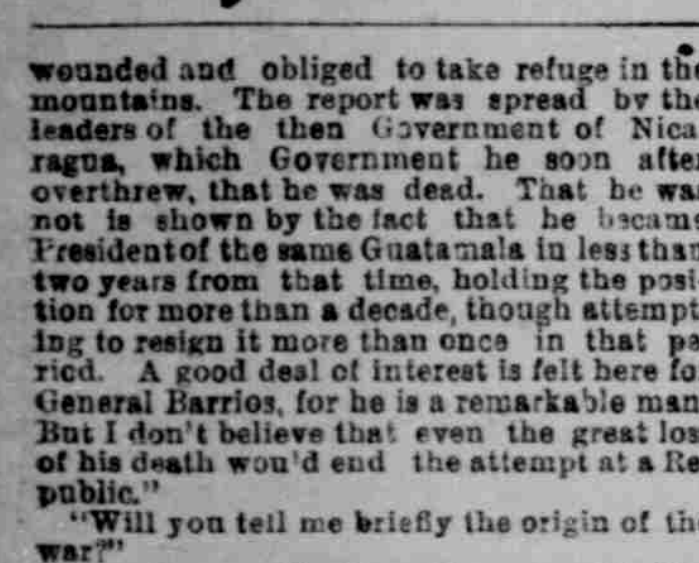 wounded and obliged to take refuge in the
mountains. The report was spread by the
leaders of the then Government of Nica-
ragua, which Government he soon after
overthrew, that he was dead. That he wa
not is shown by the fact that he becam
President of the same Guatamala in less than
two years from that time, holding the posi-
tion for more than a decade, though attempt
ing to resign it more than once in that pe
riod. A good deal of interest is felt here fo
General Barrios, for he is a remarkable man
But I don't believe that even the great los
of his death wou'd end the attempt at a Re
public."
"Will you tell me briefly the origin of the
war?"